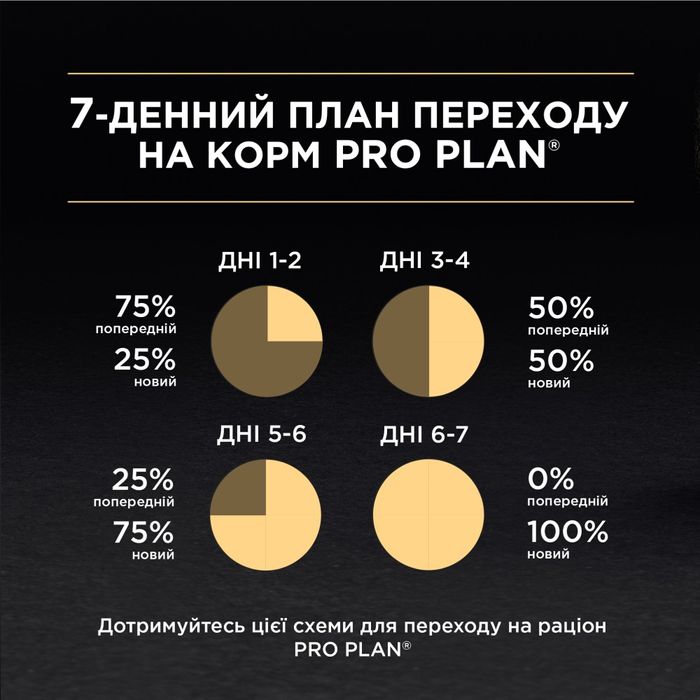 7-ДЕННИЙ ПЛАН ПЕРЕХОДУ
НА КОРМ PRO PLAN®
ДНІ 1-2
75%
попередній
25%
новий
ДНІ 3-4
50%
попередній
50%
новий
ДНІ 5-6
25%
попередній
75%
новий
ДНІ 6-7
0%
попередній
100%
новий
Дотримуйтесь цієї схеми для переходу на раціон
PRO PLAN®